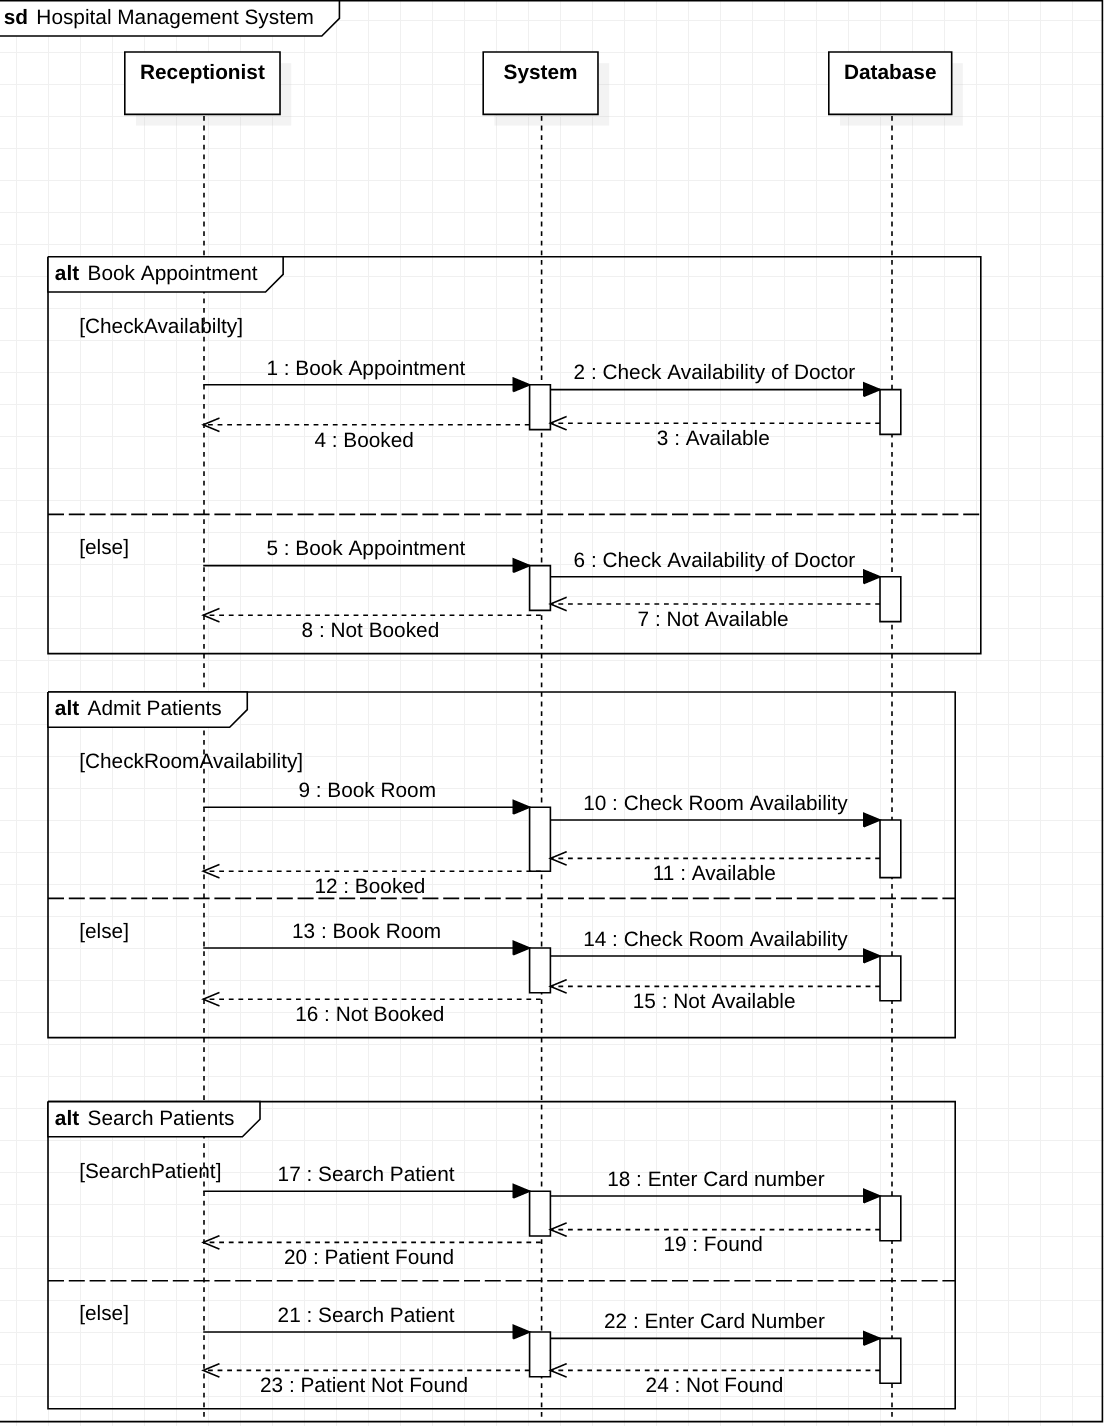 sd Hospital Management System
Receptionist
System
Database
alt Book Appointment
[CheckAvailabilty]
1 : Book Appointment
2 : Check Availability of Doctor
3 : Available
4 : Booked
[else]
5 : Book Appointment
6 : Check Availability of Doctor
7 : Not Available
8 : Not Booked
alt Admit Patients
[CheckRoomAvailability]
9 : Book Room
10 : Check Room Availability
11 : Available
12 : Booked
[else]
13 : Book Room
14 : Check Room Availability
15 : Not Available
16 : Not Booked
alt Search Patients
[SearchPatient]
17 : Search Patient
18 : Enter Card number
19 : Found
20 : Patient Found
[else]
21 : Search Patient
22 : Enter Card Number
23 : Patient Not Found
24 : Not Found